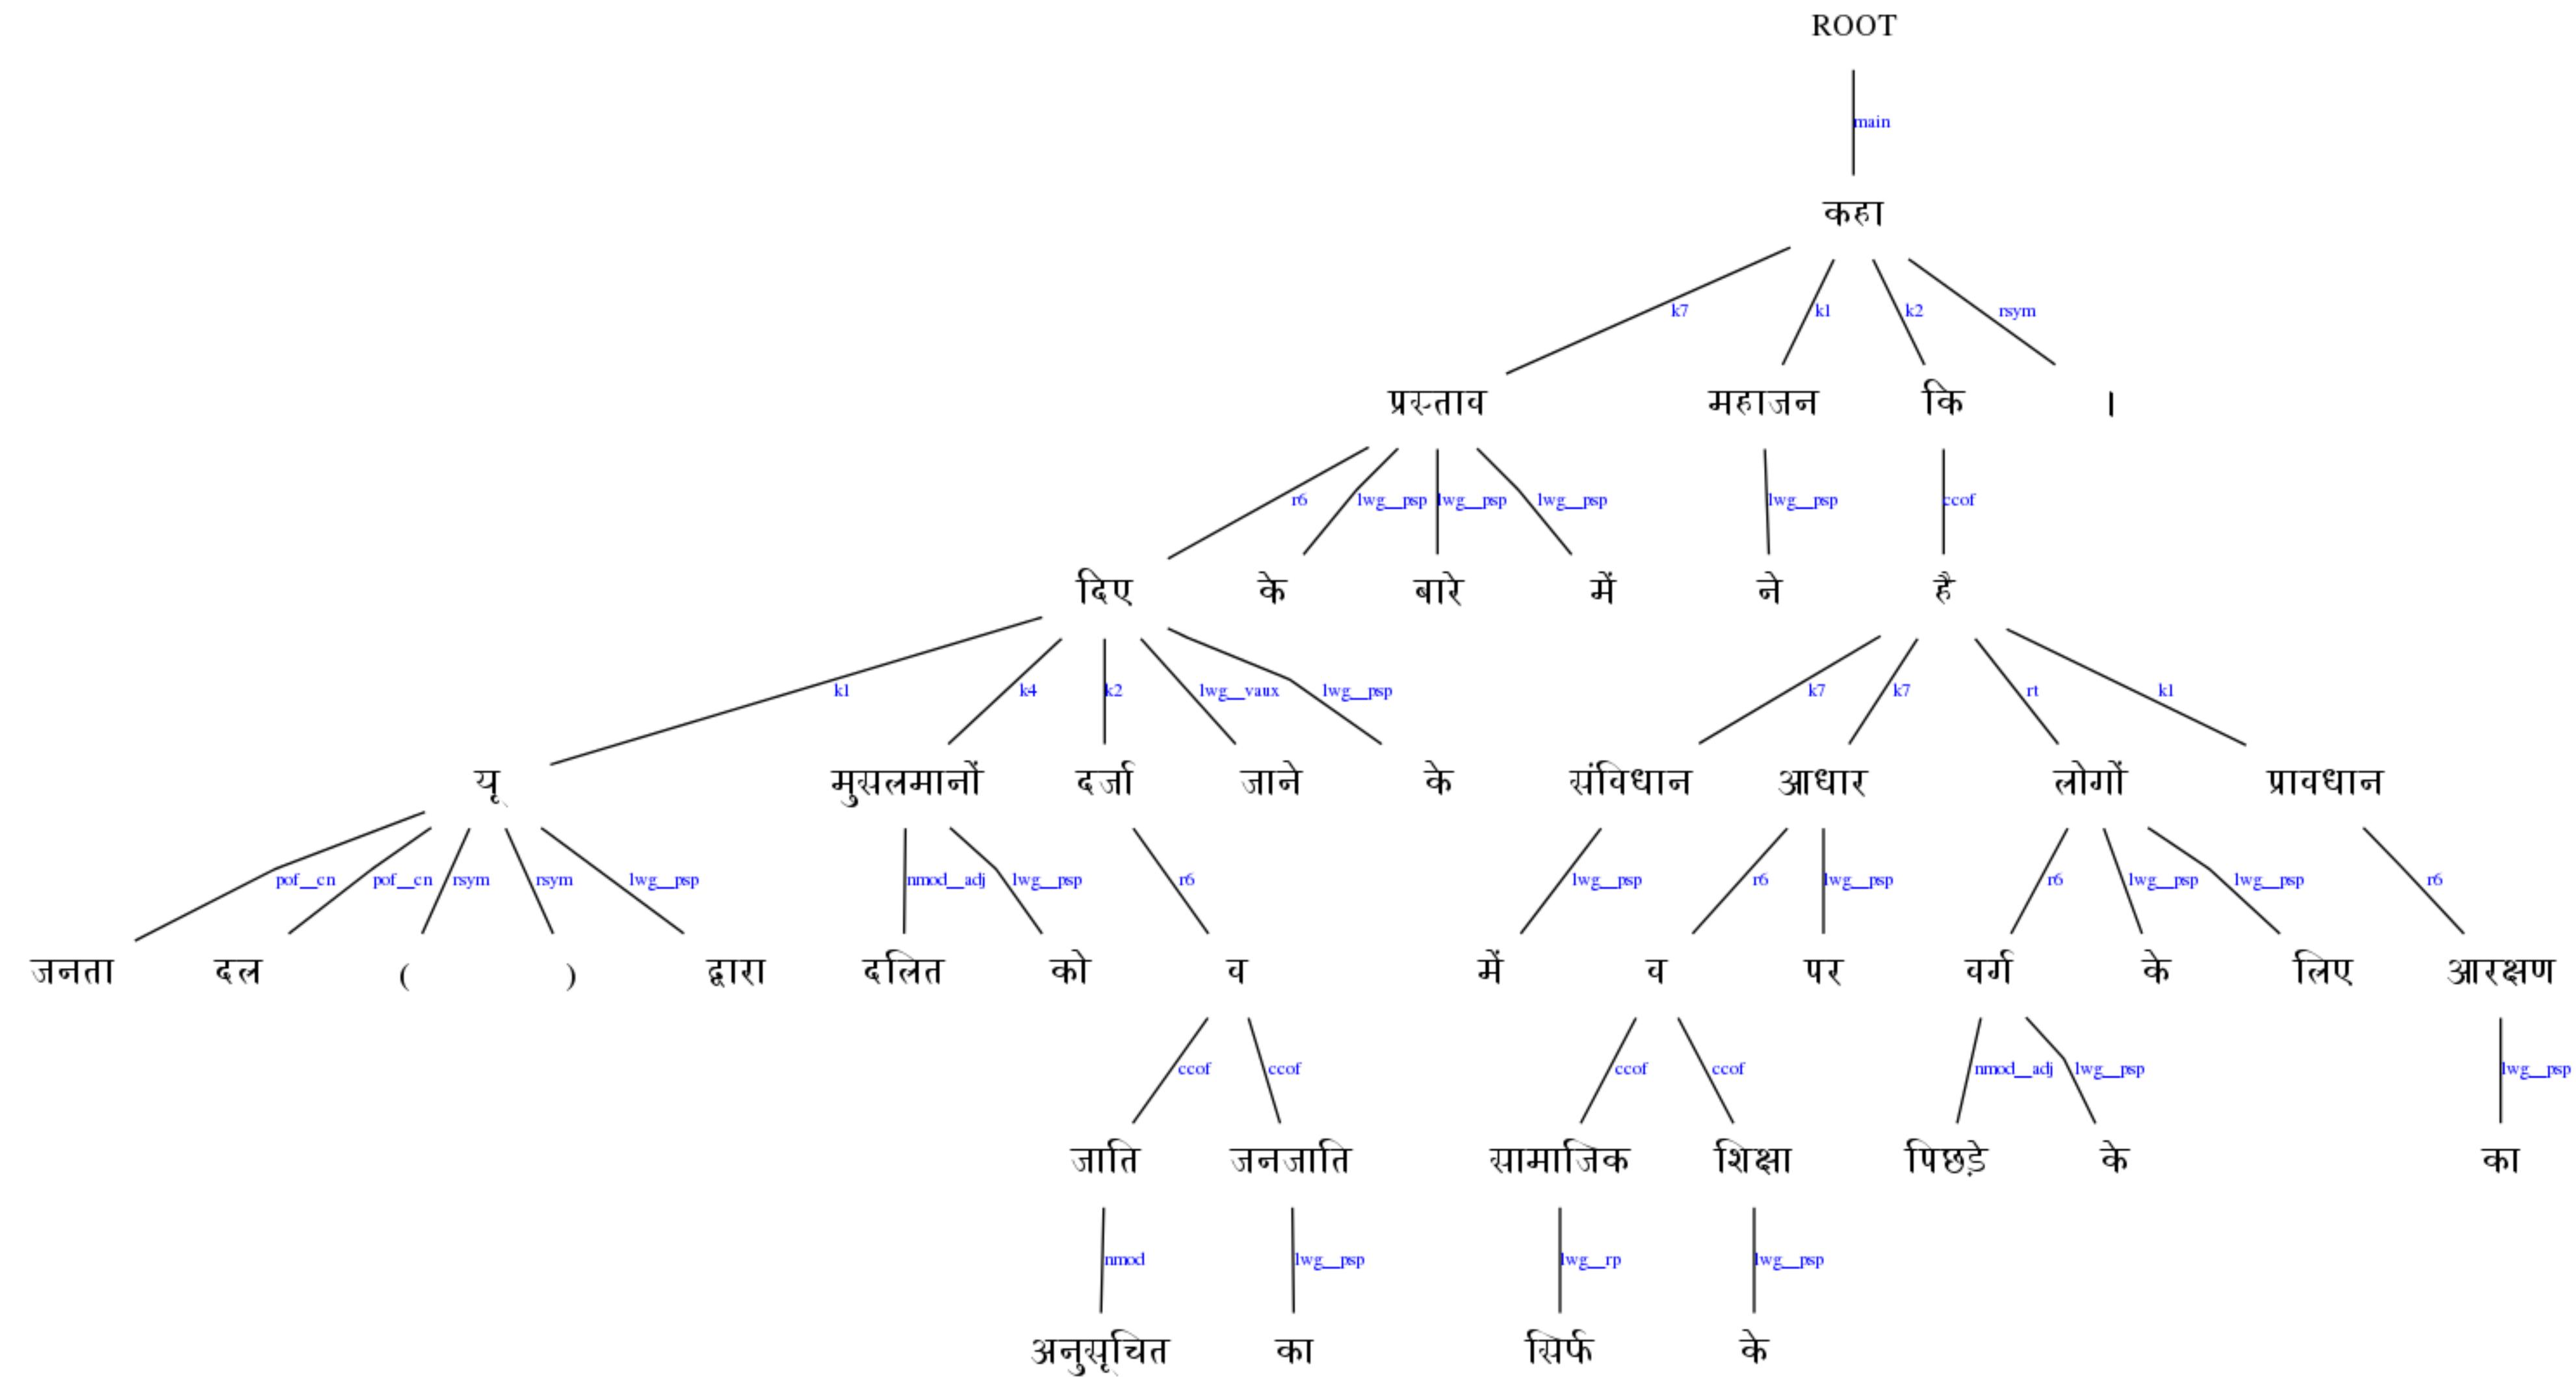 ROOT
main
कहा
k7 k1 k2 rsym
प्रस्ताव महाजन कि ।
r6 lwg__psp lwg__psp lwg__psp lwg__psp ccof
दिए के बारे में ने है
k1 k4 k2 lwg__vaux lwg__psp k7 k7 rt k1
यू मुसलमानों दर्जा जाने के संविधान आधार लोगों प्रावधान
pof__cn pof__cn rsym rsym lwg__psp nmod__adj lwg__psp r6 lwg__psp r6 lwg__psp r6 lwg__psp lwg__psp r6
जनता दल ( ) द्वारा दलित को व में व पर वर्ग के लिए आरक्षण
ccof ccof ccof ccof nmod__adj lwg__psp lwg__psp
जाति जनजाति सामाजिक शिक्षा पिछड़े के का
nmod lwg__psp lwg__rp lwg__psp
अनुसूचित का सिर्फ के